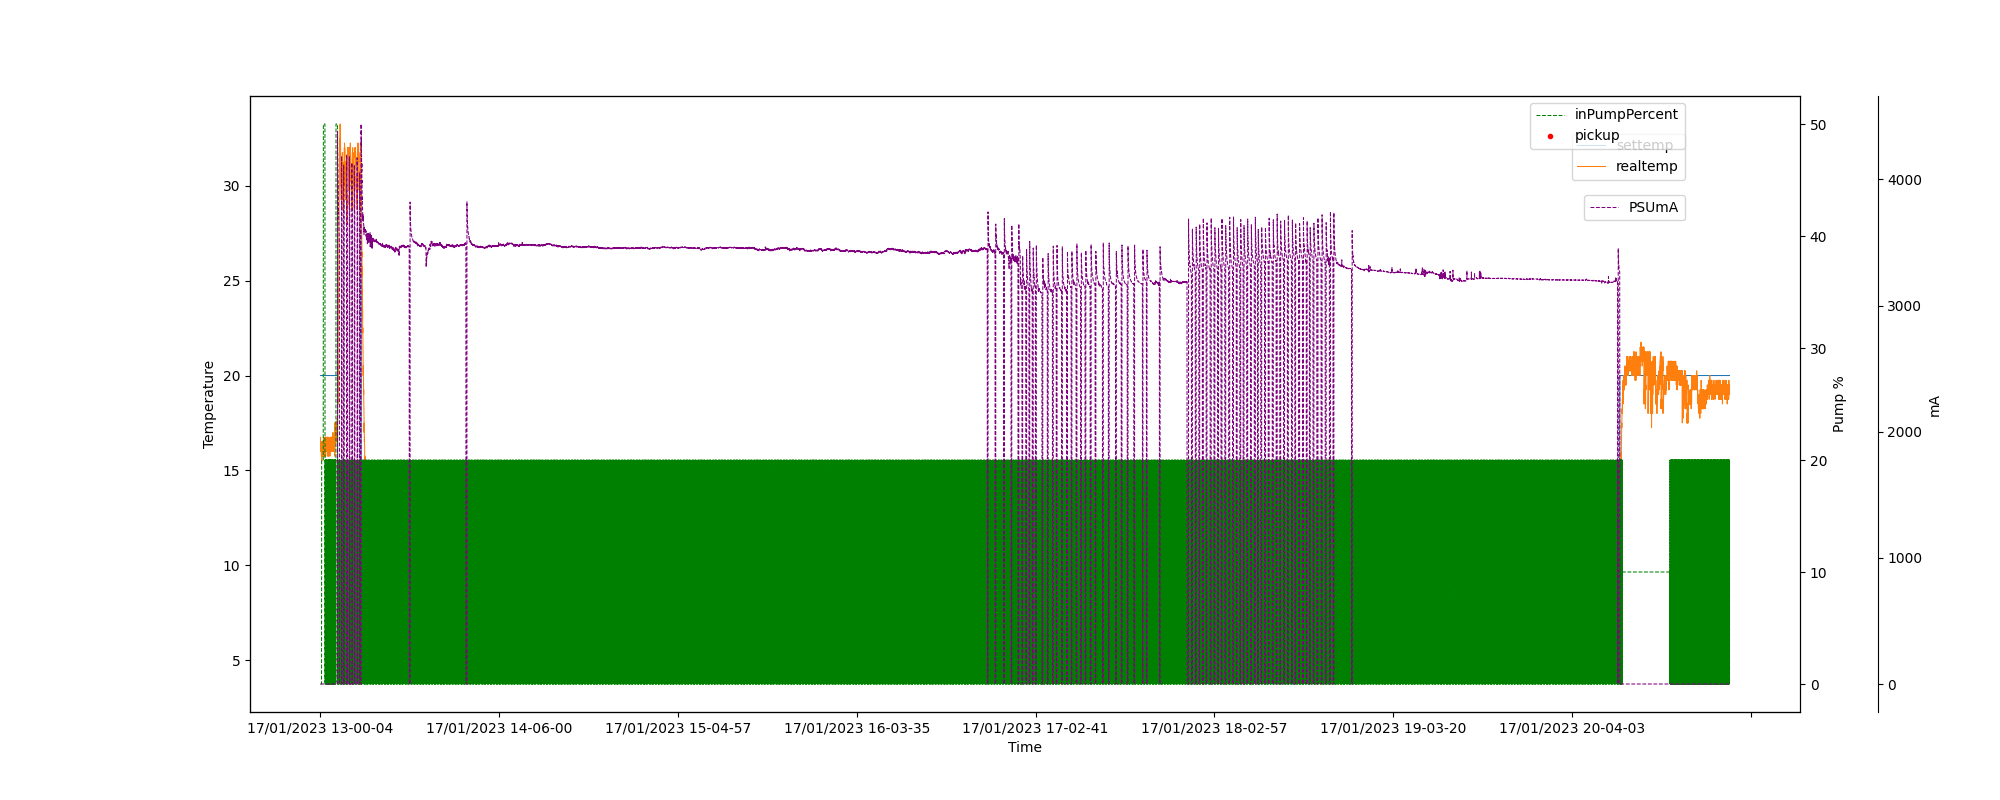 inPumpPercent
pickup
settemp
realtemp
PSUmA
30
25
20
15
10
5
Temperature
50
40
30
20
10
0
Pump %
4000
3000
2000
1000
0
mA
17/01/2023 13-00-04
17/01/2023 14-06-00
17/01/2023 15-04-57
17/01/2023 16-03-35
17/01/2023 17-02-41
17/01/2023 18-02-57
17/01/2023 19-03-20
17/01/2023 20-04-03
Time